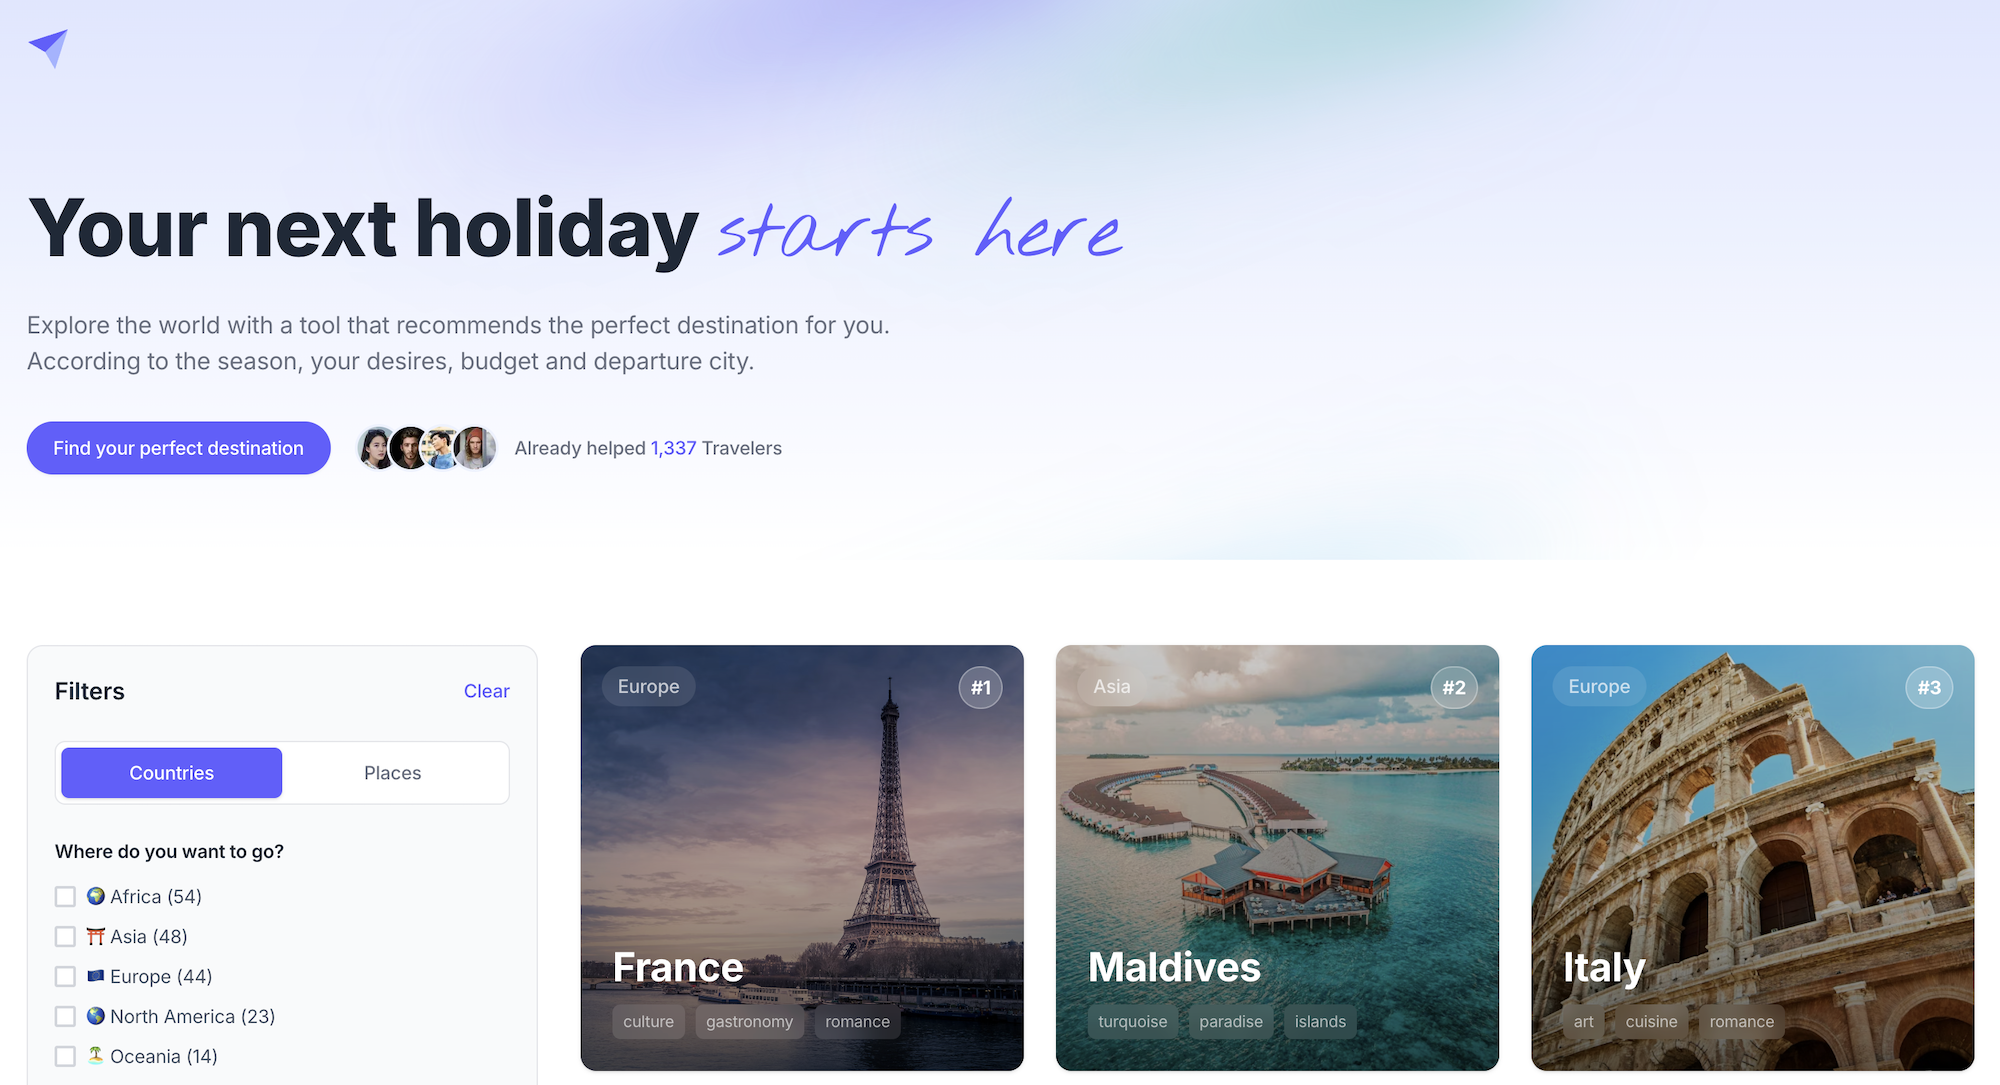 Your next holiday starts here
Explore the world with a tool that recommends the perfect destination for you.
According to the season, your desires, budget and departure city.
Find your perfect destination
Already helped 1,337 Travelers
Filters
Clear
Countries
Places
Where do you want to go?
Africa (54)
Asia (48)
Europe (44)
North America (23)
Oceania (14)
Europe
#1
France
culture
gastronomy
romance
Asia
#2
Maldives
turquoise
paradise
islands
Europe
#3
Italy
art
cuisine
romance